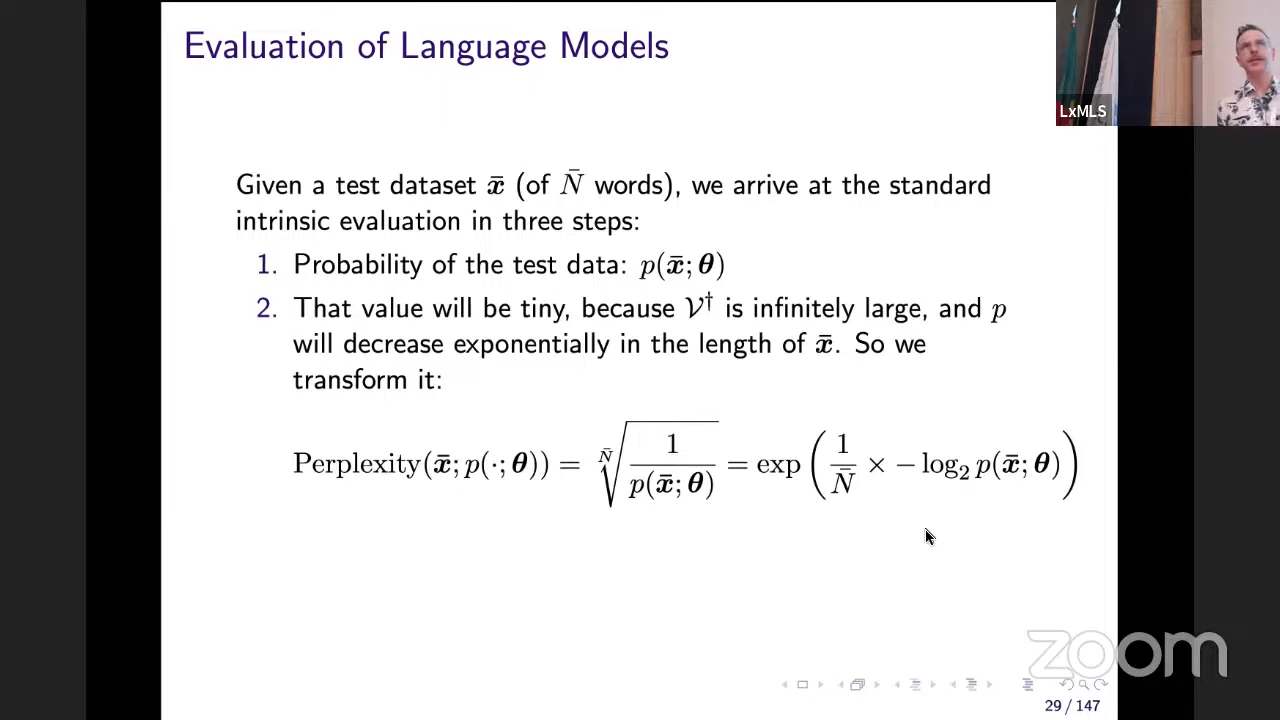 Evaluation of Language Models
LxMLS
Given a test dataset x̄ (of N̄ words), we arrive at the standard
intrinsic evaluation in three steps:
1. Probability of the test data: p(x̄; θ)
2. That value will be tiny, because 𝒱† is infinitely large, and p
will decrease exponentially in the length of x̄. So we
transform it:
Perplexity(x̄; p(·; θ)) = ᴺ̄√(1/p(x̄; θ)) = exp(1/N̄ × − log₂ p(x̄; θ))
zoom
29 / 147